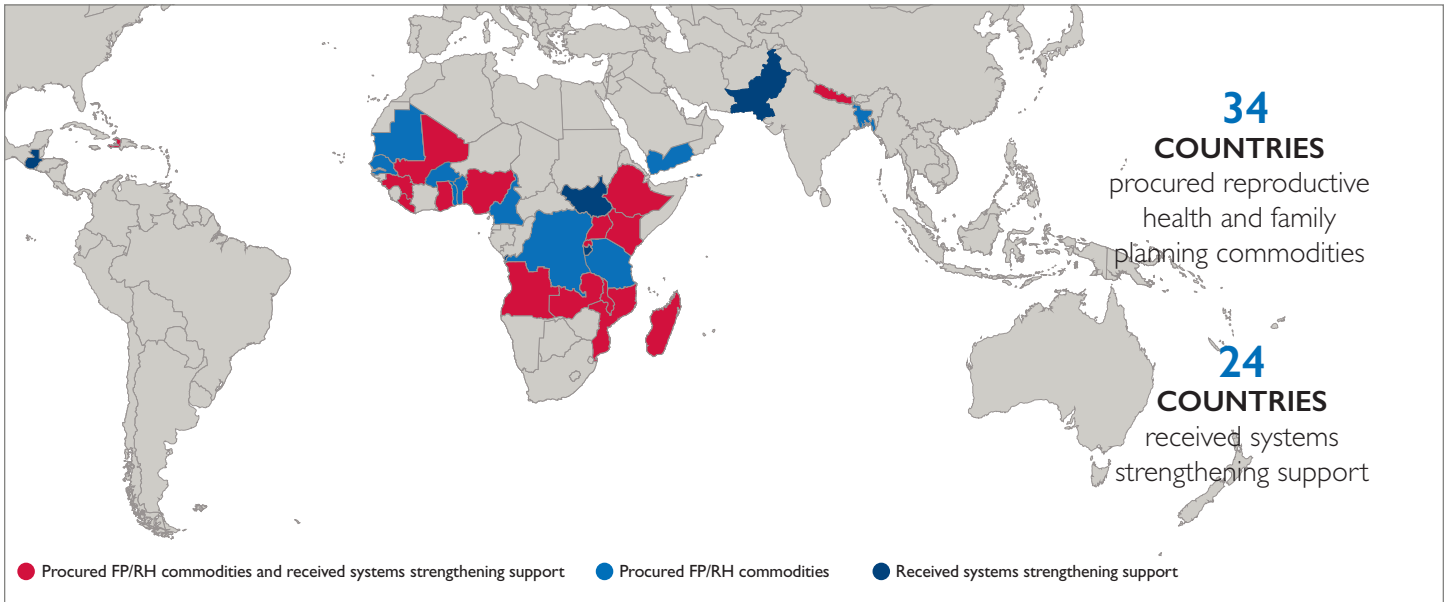 34
COUNTRIES
procured reproductive
health and family
planning commodities
24
COUNTRIES
received systems
strengthening support
Procured FP/RH commodities and received systems strengthening support
Procured FP/RH commodities
Received systems strengthening support